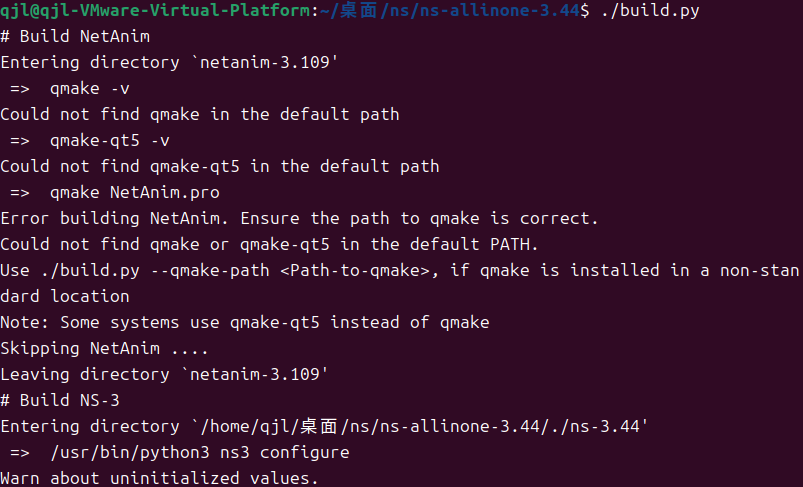 qjl@qjl-VMware-Virtual-Platform:~/桌面/ns/ns-allinone-3.44$ ./build.py
# Build NetAnim
Entering directory `netanim-3.109'
 =>  qmake -v
Could not find qmake in the default path
 =>  qmake-qt5 -v
Could not find qmake-qt5 in the default path
 =>  qmake NetAnim.pro
Error building NetAnim. Ensure the path to qmake is correct.
Could not find qmake or qmake-qt5 in the default PATH.
Use ./build.py --qmake-path <Path-to-qmake>, if qmake is installed in a non-stan
dard location
Note: Some systems use qmake-qt5 instead of qmake
Skipping NetAnim ....
Leaving directory `netanim-3.109'
# Build NS-3
Entering directory `/home/qjl/桌面/ns/ns-allinone-3.44/./ns-3.44'
 =>  /usr/bin/python3 ns3 configure
Warn about uninitialized values.